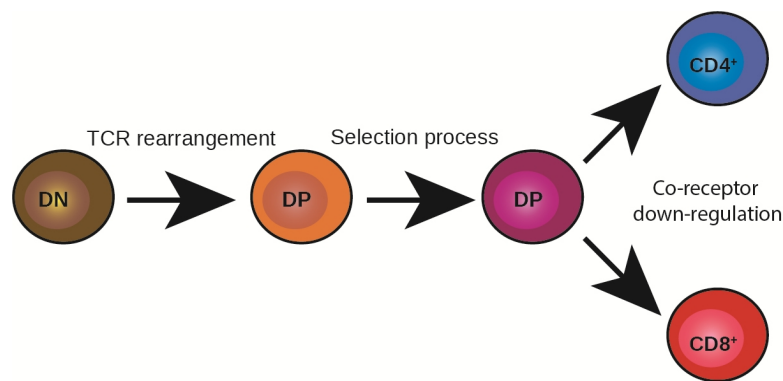 CD4⁺
TCR rearrangement
Selection process
DN
DP
DP
Co-receptor
down-regulation
CD8⁺